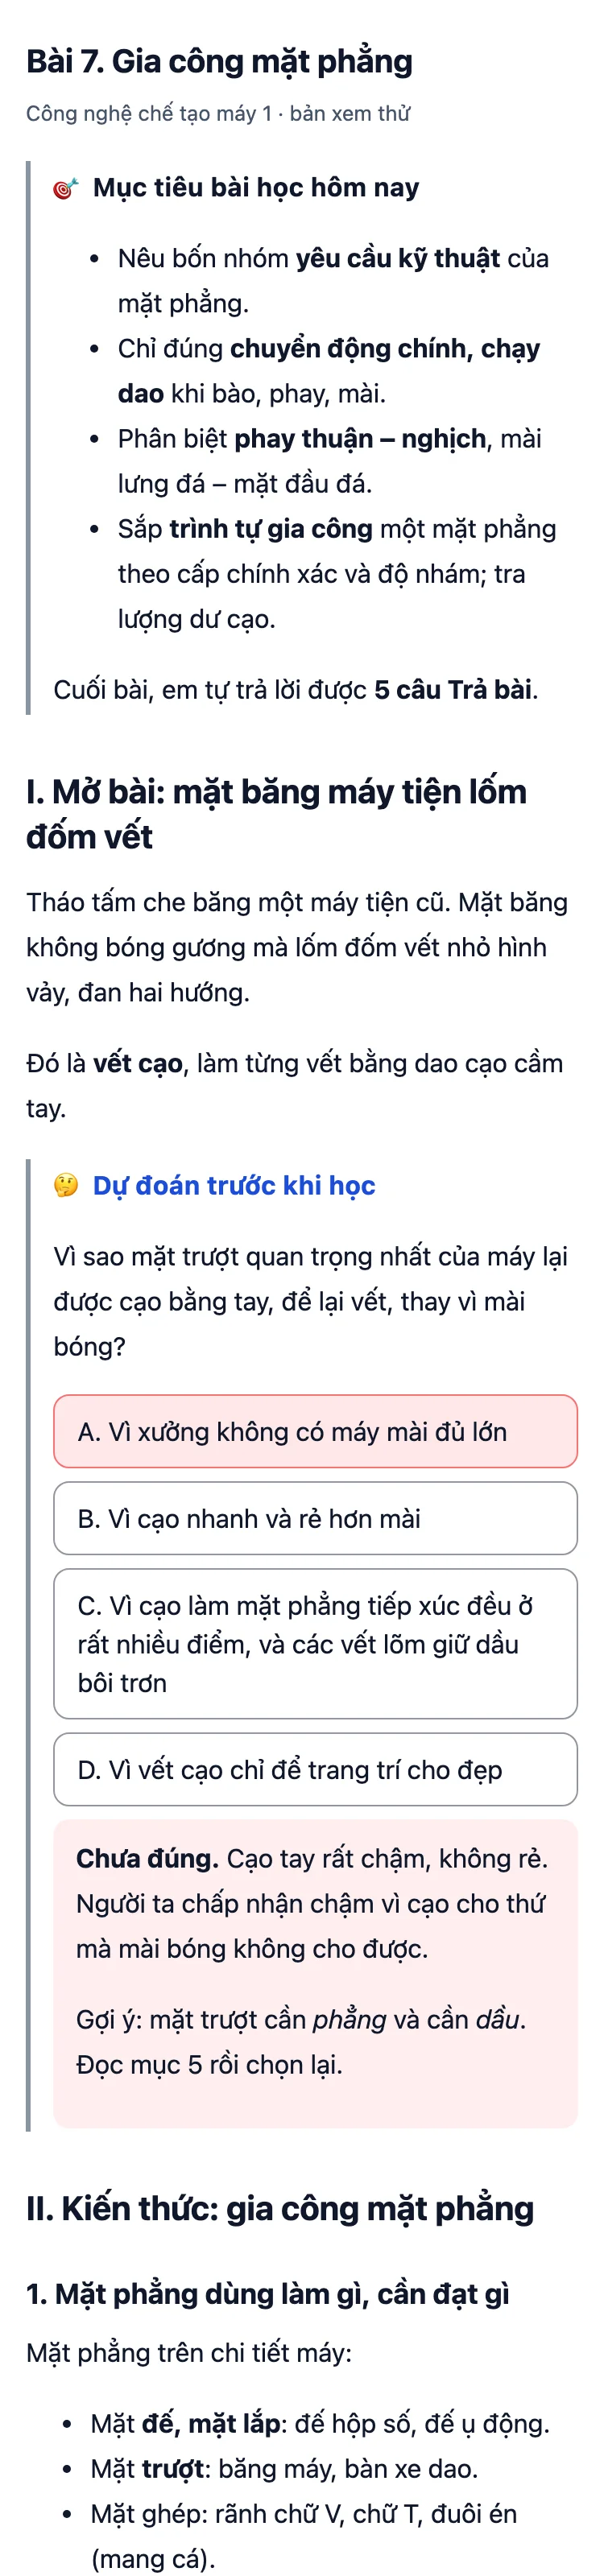 Bài 7. Gia công mặt phẳng
Công nghệ chế tạo máy 1 · bản xem thử
🎯 Mục tiêu bài học hôm nay
• Nêu bốn nhóm yêu cầu kỹ thuật của
mặt phẳng.
• Chỉ đúng chuyển động chính, chạy
dao khi bào, phay, mài.
• Phân biệt phay thuận – nghịch, mài
lưng đá – mặt đầu đá.
• Sắp trình tự gia công một mặt phẳng
theo cấp chính xác và độ nhám; tra
lượng dư cạo.
Cuối bài, em tự trả lời được 5 câu Trả bài.
I. Mở bài: mặt băng máy tiện lốm
đốm vết
Tháo tấm che băng một máy tiện cũ. Mặt băng
không bóng gương mà lốm đốm vết nhỏ hình
vảy, đan hai hướng.
Đó là vết cạo, làm từng vết bằng dao cạo cầm
tay.
🤔 Dự đoán trước khi học
Vì sao mặt trượt quan trọng nhất của máy lại
được cạo bằng tay, để lại vết, thay vì mài
bóng?
A. Vì xưởng không có máy mài đủ lớn
B. Vì cạo nhanh và rẻ hơn mài
C. Vì cạo làm mặt phẳng tiếp xúc đều ở
rất nhiều điểm, và các vết lõm giữ dầu
bôi trơn
D. Vì vết cạo chỉ để trang trí cho đẹp
Chưa đúng. Cạo tay rất chậm, không rẻ.
Người ta chấp nhận chậm vì cạo cho thứ
mà mài bóng không cho được.
Gợi ý: mặt trượt cần phẳng và cần dầu.
Đọc mục 5 rồi chọn lại.
II. Kiến thức: gia công mặt phẳng
1. Mặt phẳng dùng làm gì, cần đạt gì
Mặt phẳng trên chi tiết máy:
• Mặt đế, mặt lắp: đế hộp số, đế ụ động.
• Mặt trượt: băng máy, bàn xe dao.
• Mặt ghép: rãnh chữ V, chữ T, đuôi én
(mang cá).